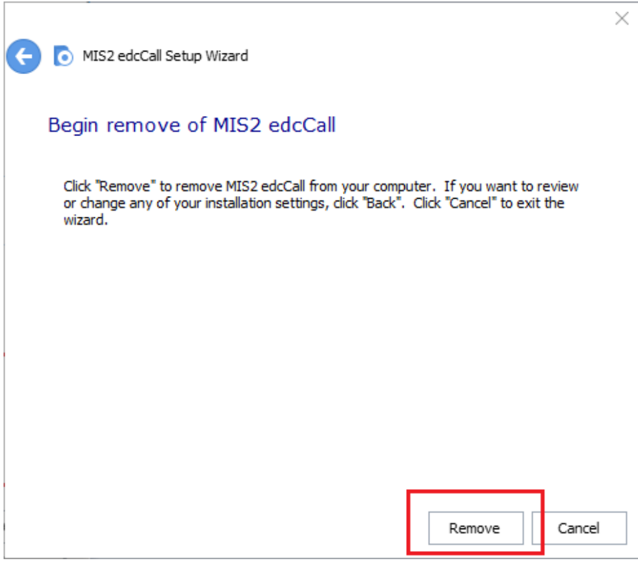 MIS2 edcCall Setup Wizard
Begin remove of MIS2 edcCall
Click "Remove" to remove MIS2 edcCall from your computer.  If you want to review
or change any of your installation settings, click "Back".  Click "Cancel" to exit the
wizard.
Remove
Cancel